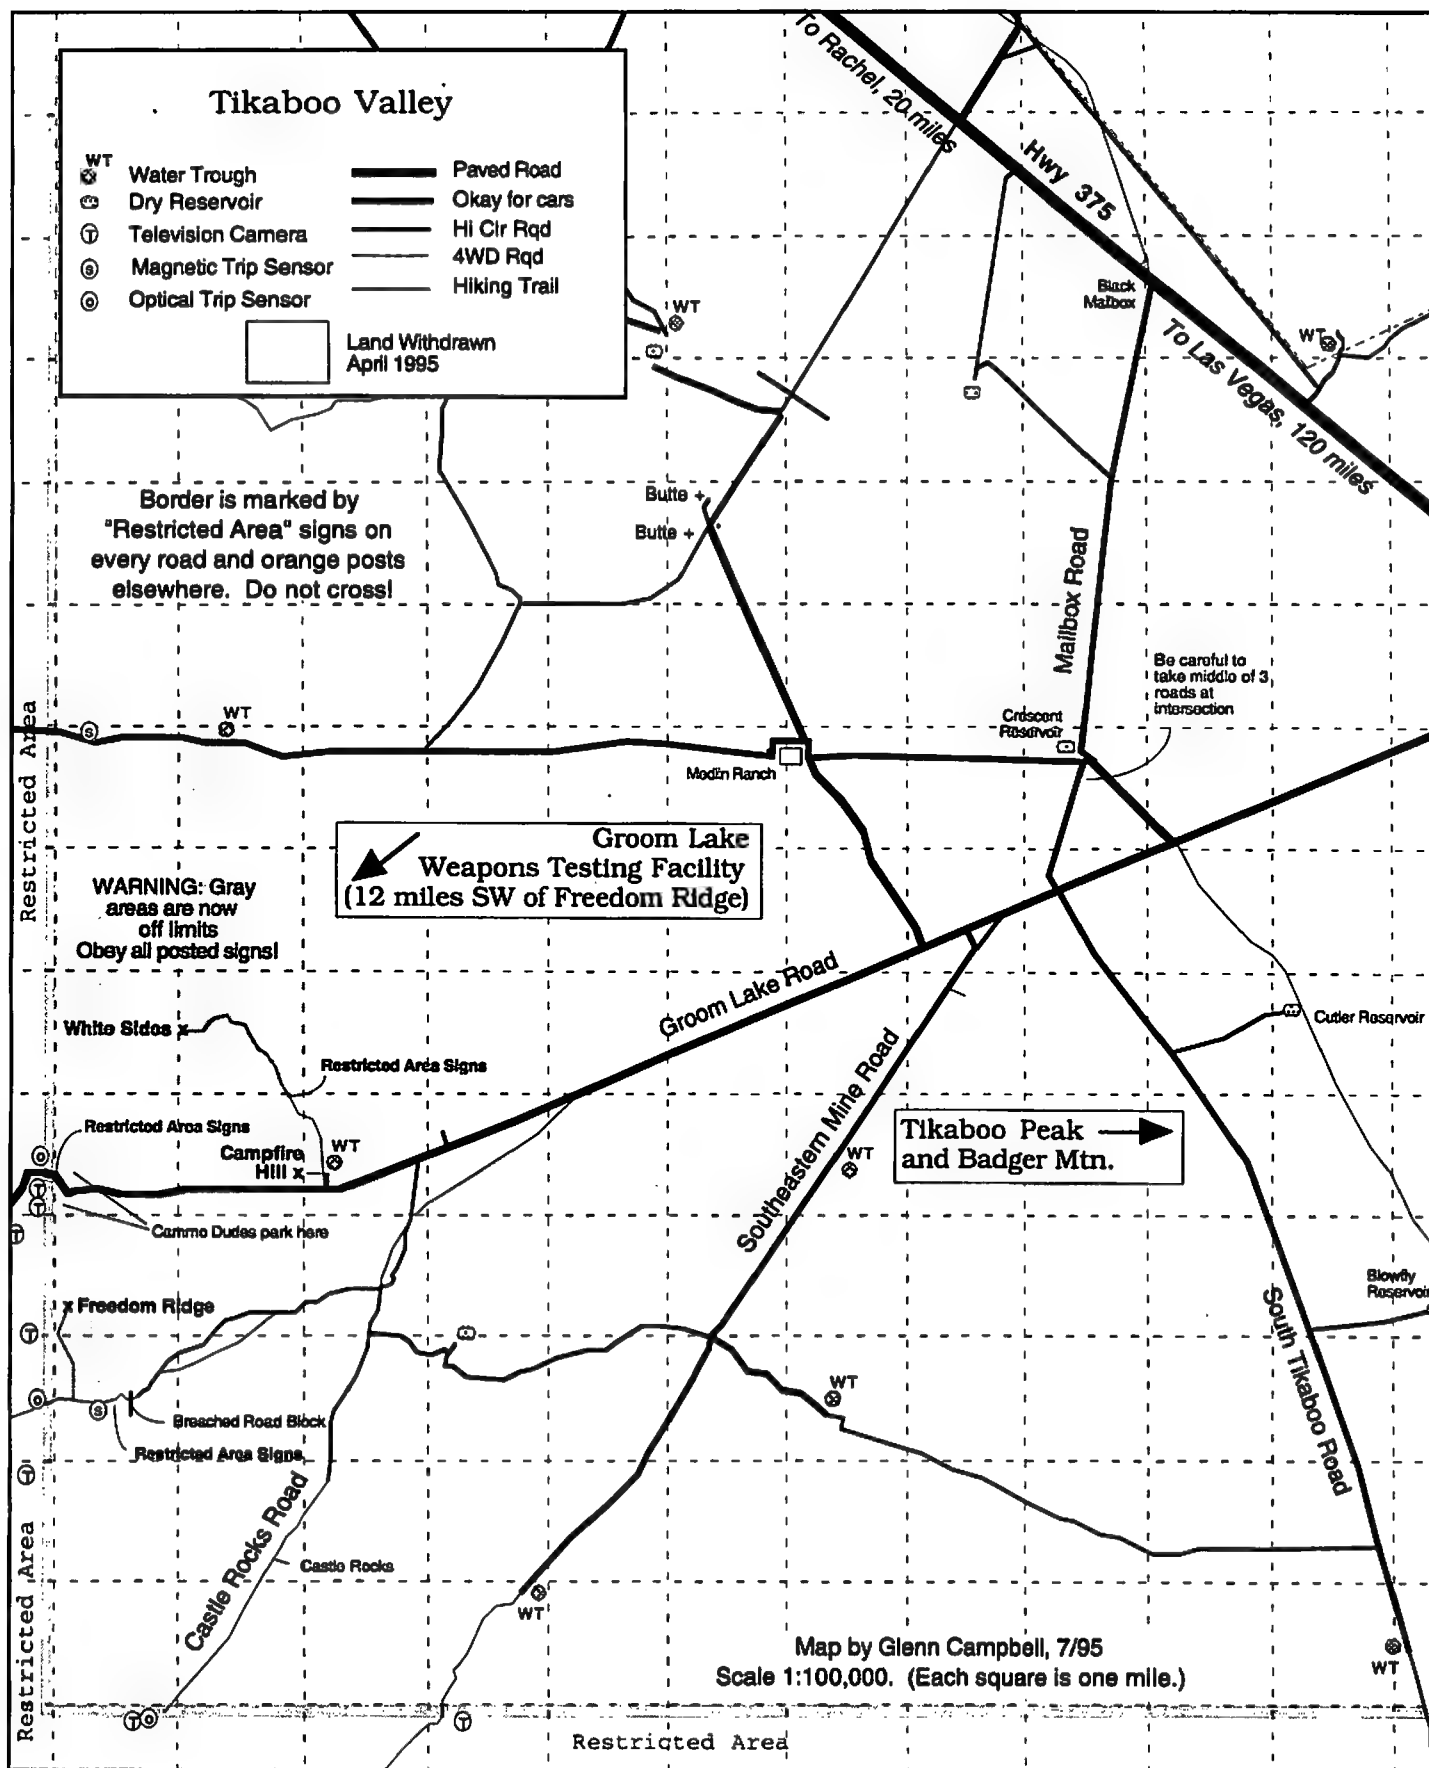 Tikaboo Valley
WT
Water Trough
Dry Reservoir
Television Camera
Magnetic Trip Sensor
Optical Trip Sensor
Paved Road
Okay for cars
Hi Clr Rqd
4WD Rqd
Hiking Trail
Land Withdrawn
April 1995
To Rachel, 20 miles
Hwy 375
To Las Vegas, 120 miles
Black
Mailbox
WT
WT
Border is marked by
"Restricted Area" signs on
every road and orange posts
elsewhere. Do not cross!
Butte +
Butte +
Mailbox Road
Be careful to
take middle of 3
roads at
intersection
Restricted Area
WT
Crescent
Reservoir
Medlin Ranch
Groom Lake
Weapons Testing Facility
(12 miles SW of Freedom Ridge)
WARNING: Gray
areas are now
off limits
Obey all posted signs!
Groom Lake Road
White Sides x
Restricted Area Signs
Cutler Reservoir
Southeastern Mine Road
Restricted Area Signs
Campfire
Hill x
WT
Tikaboo Peak
and Badger Mtn.
WT
Cammo Dudes park here
x Freedom Ridge
Blowfly
Reservoir
South Tikaboo Road
WT
Breached Road Block
Restricted Area Signs
Castle Rocks Road
Castle Rocks
WT
Restricted Area
Map by Glenn Campbell, 7/95
Scale 1:100,000. (Each square is one mile.)
WT
Restricted Area